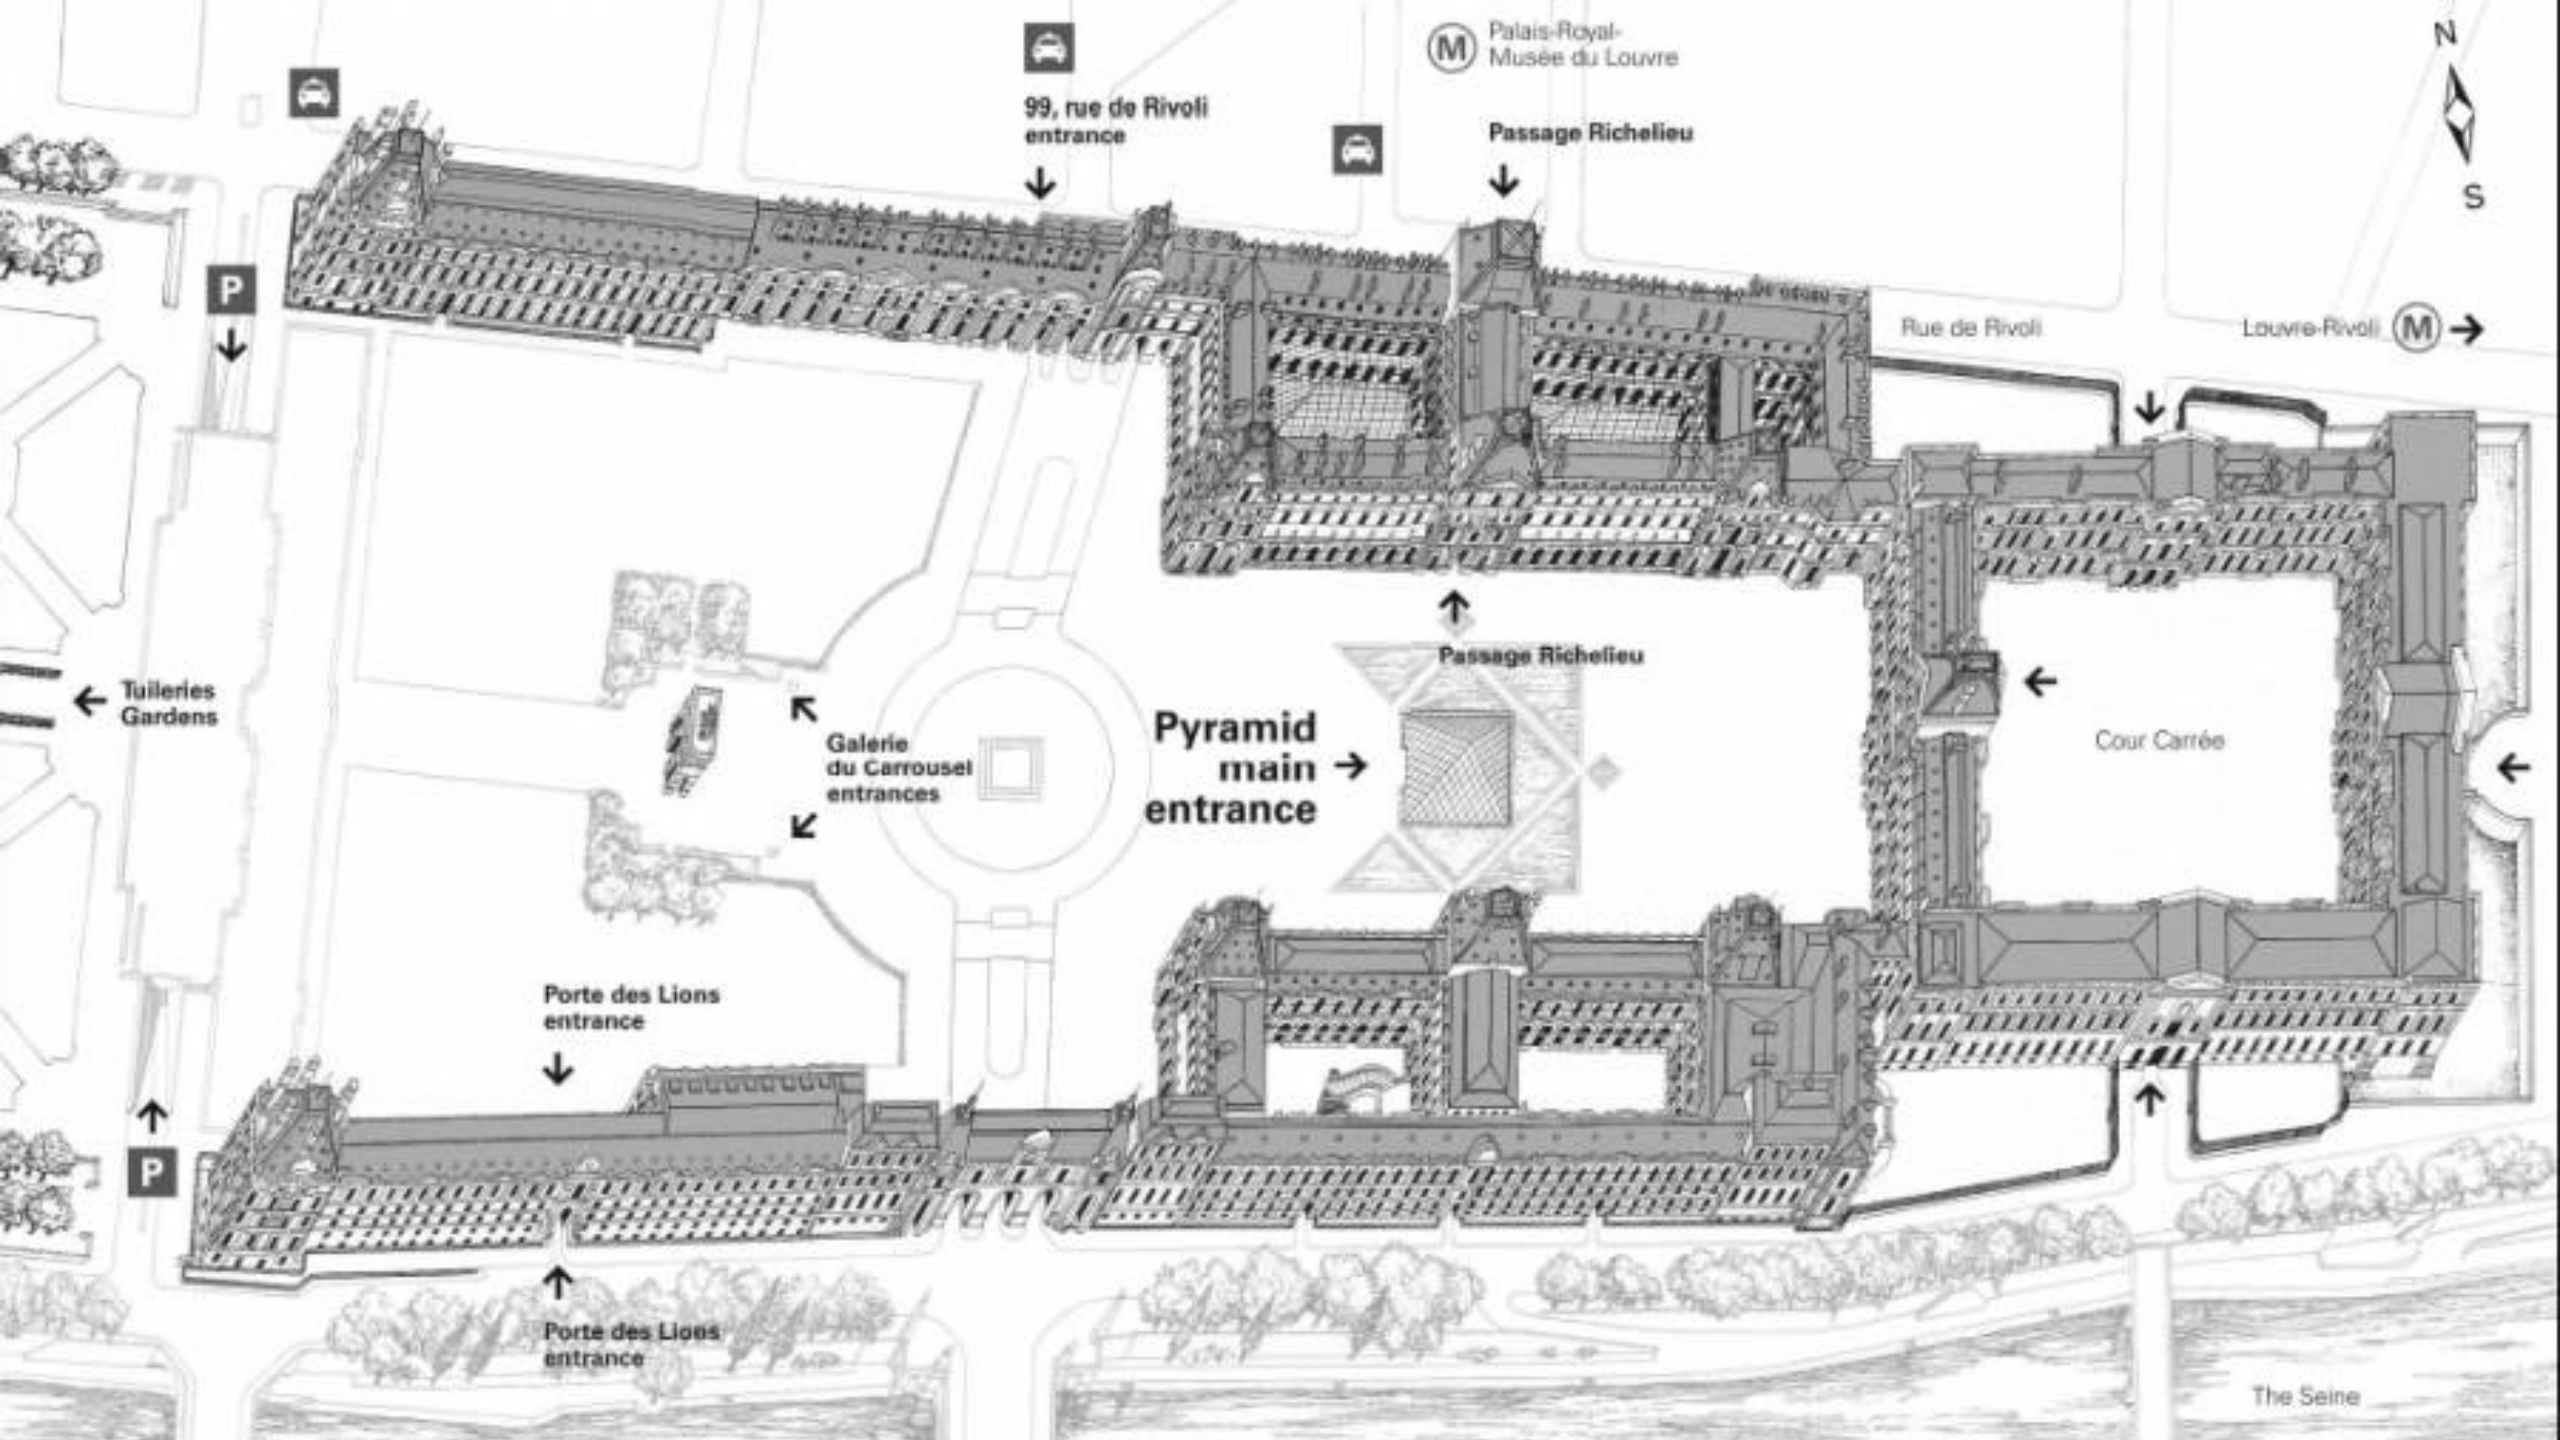 Palais-Royal-
Musée du Louvre
N
S
99, rue de Rivoli
entrance
Passage Richelieu
P
Rue de Rivoli
Louvre-Rivoli
M
M
Tuileries
Gardens
Galerie
du Carrousel
entrances
Passage Richelieu
Pyramid
main
entrance
Cour Carrée
Porte des Lions
entrance
P
Porte des Lions
entrance
The Seine